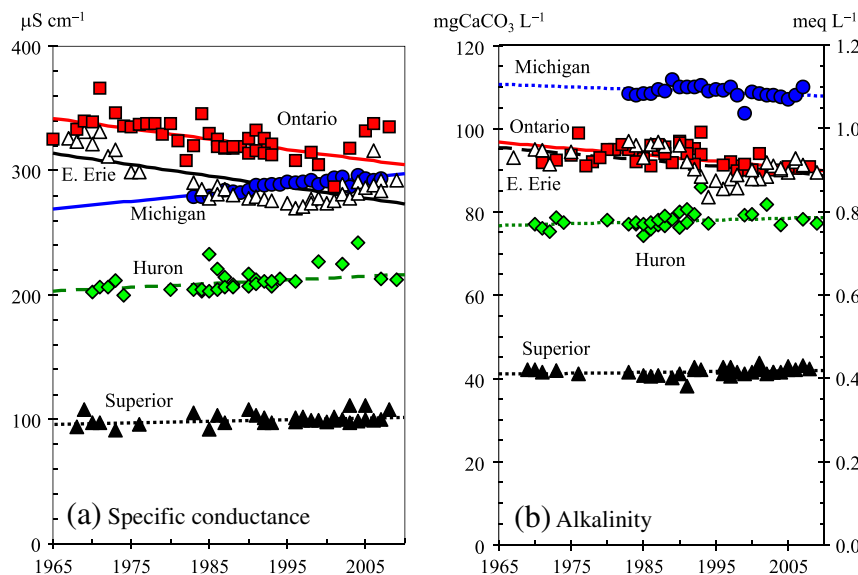 µS cm⁻¹
400
300
200
100
0
1965
1975
1985
1995
2005
Ontario
E. Erie
Michigan
Huron
Superior
(a) Specific conductance
mgCaCO₃ L⁻¹
meq L⁻¹
120
100
80
60
40
20
0
1.2
1.0
0.8
0.6
0.4
0.2
0.0
1965
1975
1985
1995
2005
Michigan
Ontario
E. Erie
Huron
Superior
(b) Alkalinity